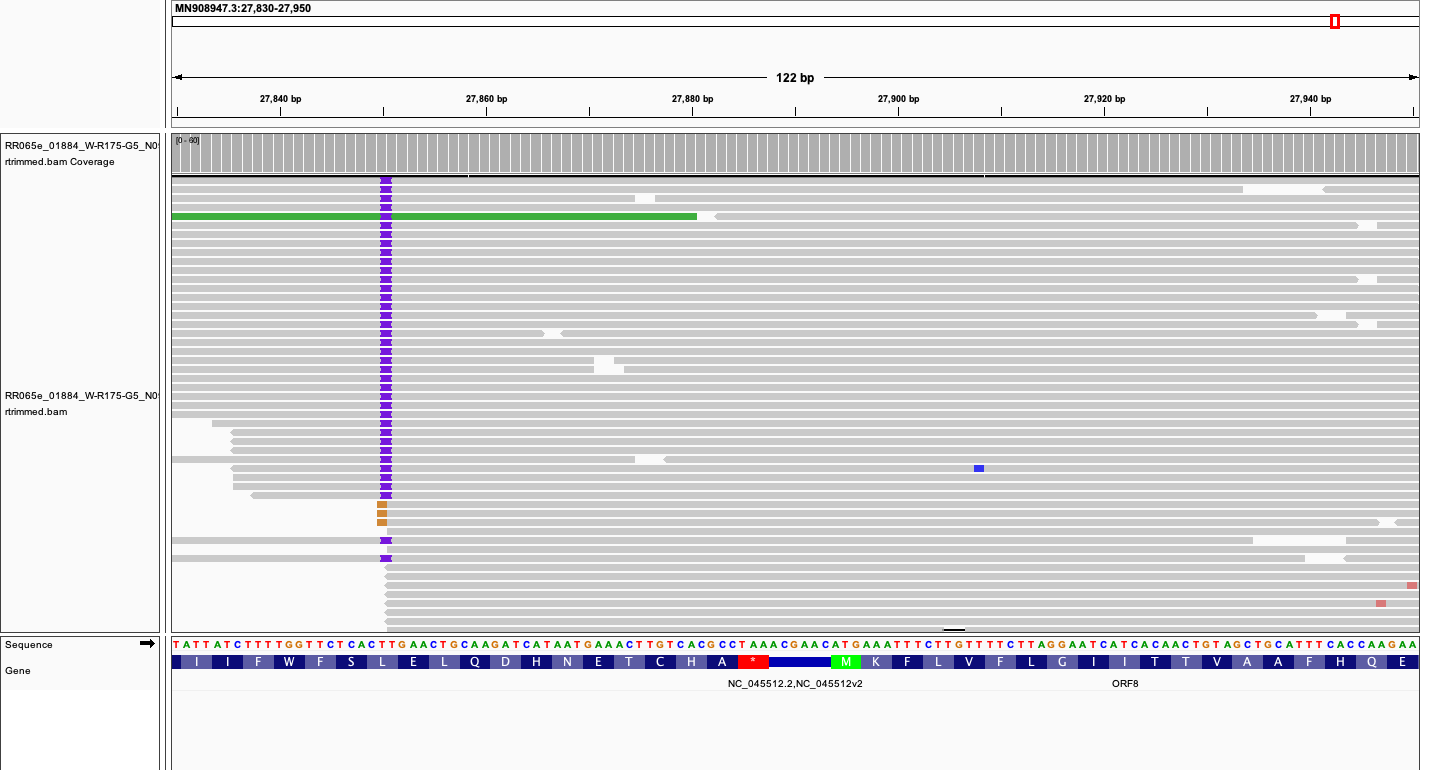 MN908947.3:27,830-27,950
122 bp
27,840 bp 27,860 bp 27,880 bp 27,900 bp 27,920 bp 27,940 bp
RR065e_01884_W-R175-G5_N0
rtrimmed.bam Coverage
[0 - 60]
RR065e_01884_W-R175-G5_N0
rtrimmed.bam
Sequence
TATTATCTTTTGGTTCTCACTTGAACTGCAAGATCATAATGAAACTTGTCACGCCTAAACGAACATGAAATTTCTTGTTTTCTTAGGAATCATCACAACTGTAGCTGCATTTCACCAAGAA
Gene
I I F W F S L E L Q D H N E T C H A * M K F L V F L G I I T T V A A F H Q E
NC_045512.2,NC_045512v2 ORF8